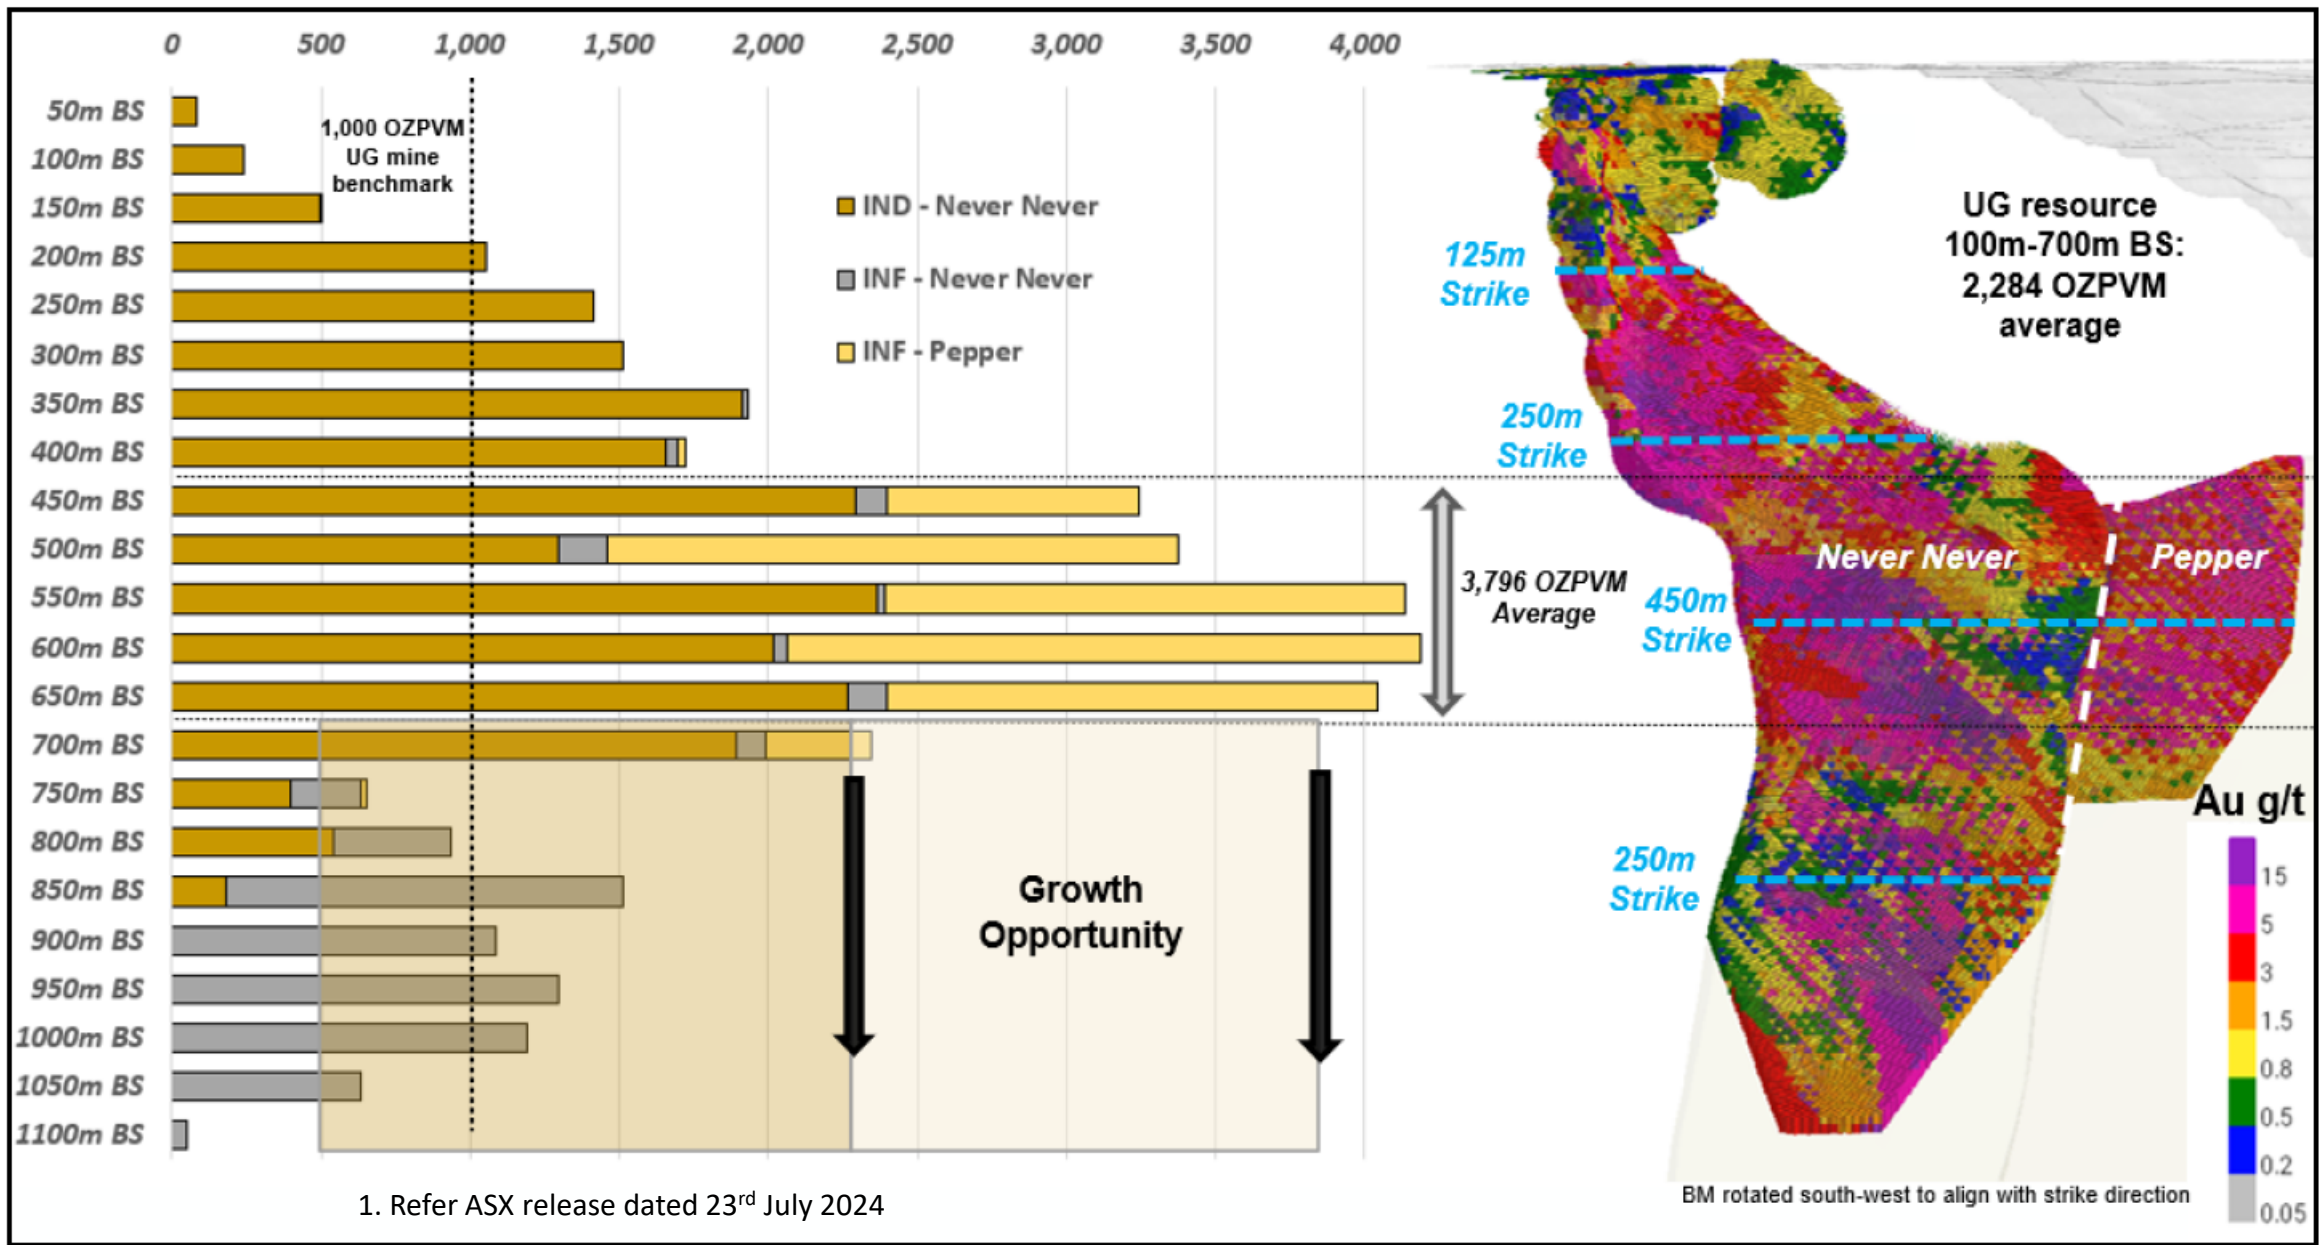 0 500 1,000 1,500 2,000 2,500 3,000 3,500 4,000
50m BS
100m BS
150m BS
200m BS
250m BS
300m BS
350m BS
400m BS
450m BS
500m BS
550m BS
600m BS
650m BS
700m BS
750m BS
800m BS
850m BS
900m BS
950m BS
1000m BS
1050m BS
1100m BS
1,000 OZPVM
UG mine
benchmark
IND - Never Never
INF - Never Never
INF - Pepper
3,796 OZPVM
Average
Growth
Opportunity
1. Refer ASX release dated 23rd July 2024
125m
Strike
250m
Strike
450m
Strike
250m
Strike
UG resource
100m-700m BS:
2,284 OZPVM
average
Never Never
Pepper
Au g/t
15
5
3
1.5
0.8
0.5
0.2
0.05
BM rotated south-west to align with strike direction